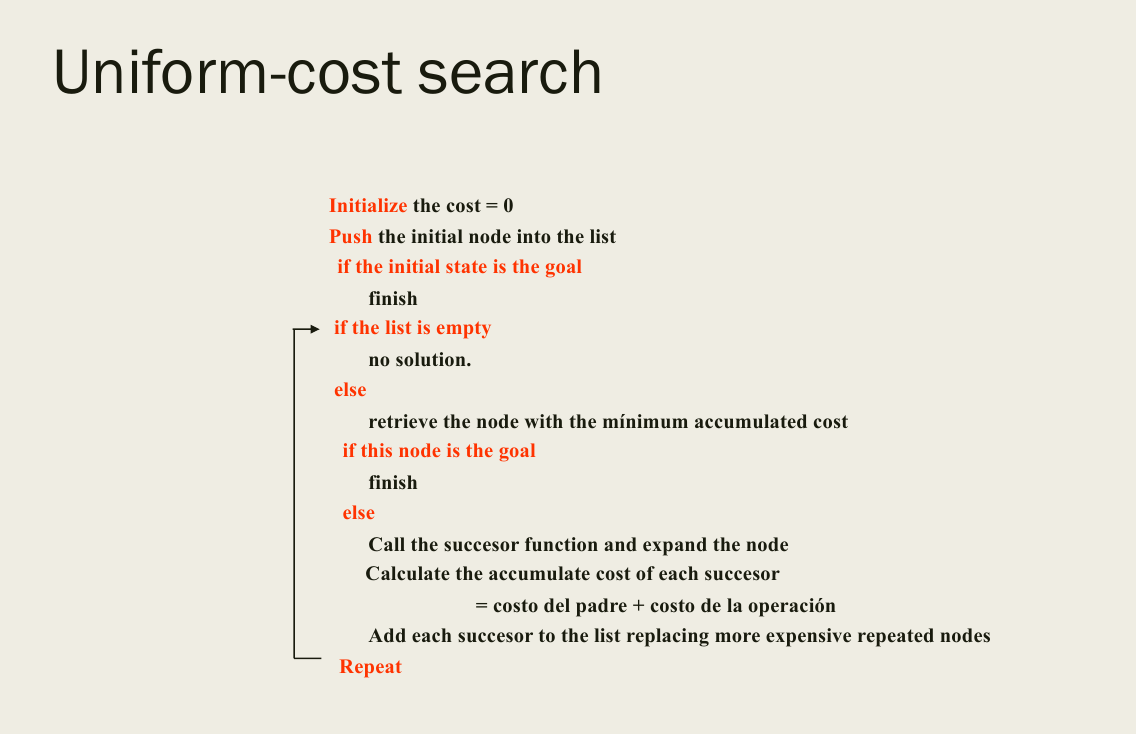 Uniform-cost search
Initialize the cost = 0
Push the initial node into the list
if the initial state is the goal
finish
if the list is empty
no solution.
else
retrieve the node with the mínimum accumulated cost
if this node is the goal
finish
else
Call the succesor function and expand the node
Calculate the accumulate cost of each succesor
= costo del padre + costo de la operación
Add each succesor to the list replacing more expensive repeated nodes
Repeat